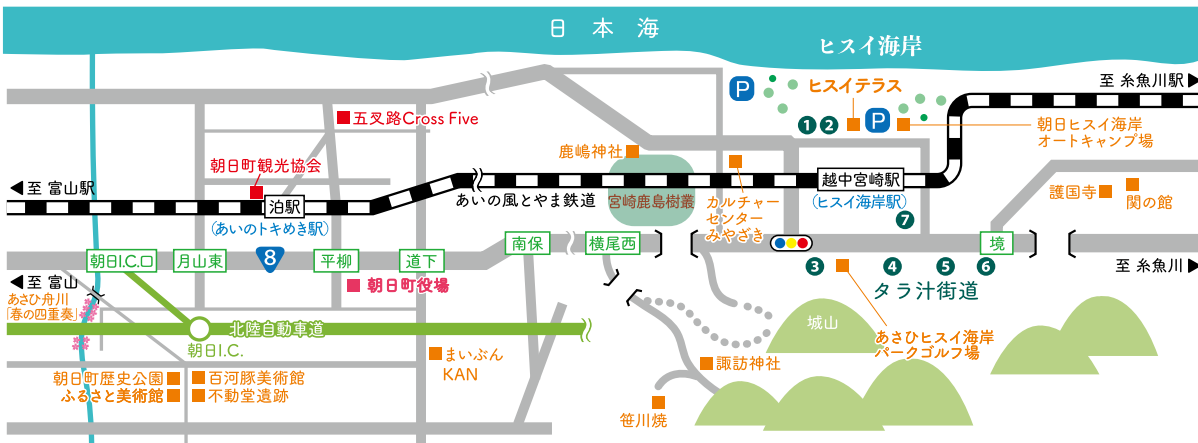 日本海
ヒスイ海岸
至 糸魚川駅
P
ヒスイテラス
P
1
2
五叉路Cross Five
朝日ヒスイ海岸
オートキャンプ場
鹿嶋神社
朝日町観光協会
至 富山駅
泊駅
(あいのトキめき駅)
あいの風とやま鉄道
宮崎鹿島樹叢
カルチャー
センター
みやざき
越中宮崎駅
(ヒスイ海岸駅)
7
護国寺
関の館
朝日I.C.口
月山東
8
平柳
道下
南保
横尾西
境
至 富山
朝日町役場
3
4
5
6
至 糸魚川
タラ汁街道
あさひ舟川
「春の四重奏」
北陸自動車道
朝日I.C.
城山
あさひヒスイ海岸
パークゴルフ場
まいぶん
KAN
諏訪神社
朝日町歴史公園
百河豚美術館
ふるさと美術館
不動堂遺跡
笹川焼